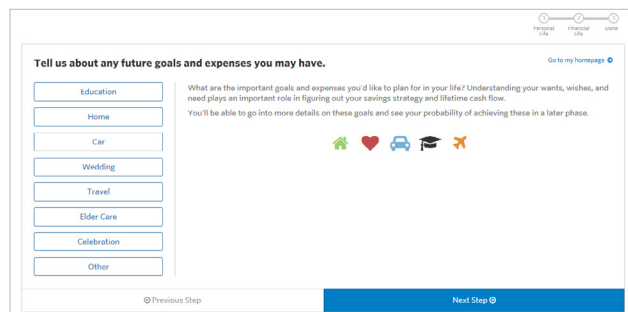 1 2 3
Personal Life
Financial Life
Done
Tell us about any future goals and expenses you may have.
Go to my homepage
Education
Home
Car
Wedding
Travel
Elder Care
Celebration
Other
What are the important goals and expenses you'd like to plan for in your life? Understanding your wants, wishes, and
need plays an important role in figuring out your savings strategy and lifetime cash flow.
You'll be able to go into more details on these goals and see your probability of achieving these in a later phase.
Previous Step
Next Step